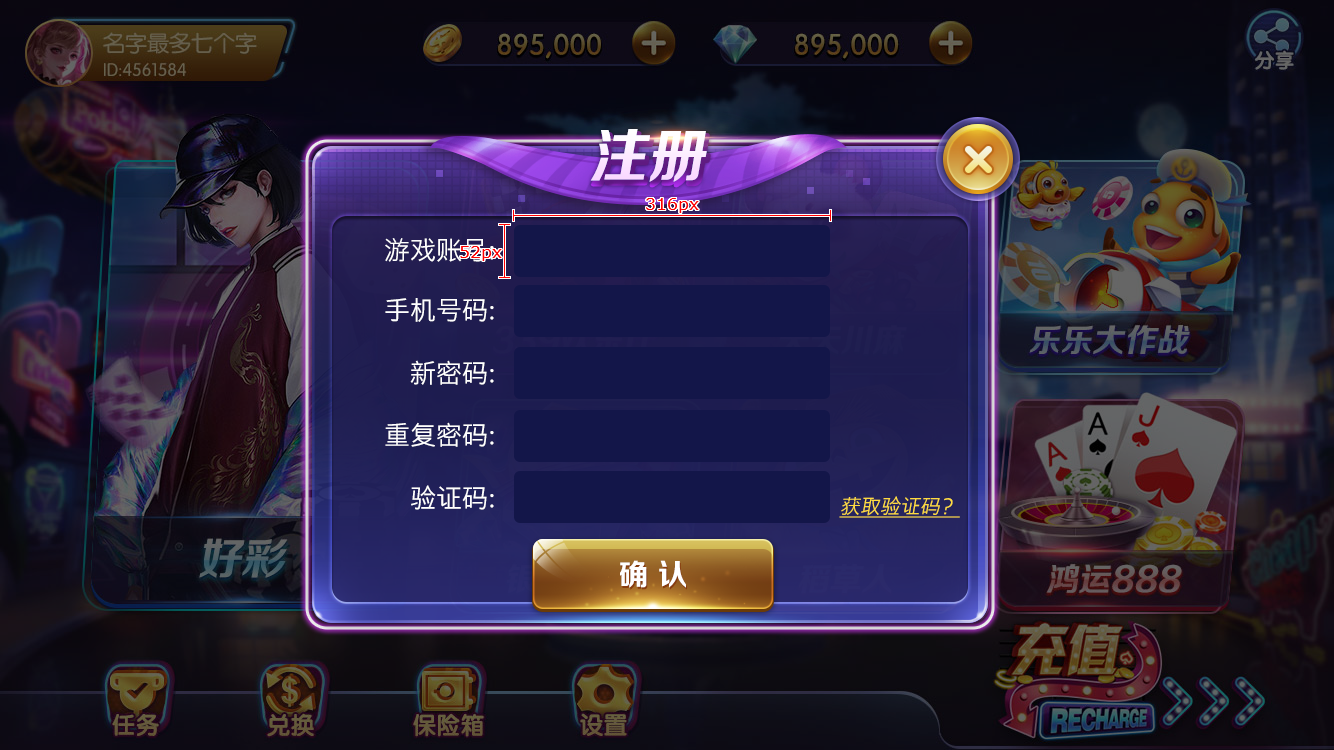 名字最多七个字
ID:4561584
895,000
895,000
分享
注册
316px
游戏账号:
52px
手机号码:
新密码:
重复密码:
验证码:
获取验证码?
确认
好彩
乐乐大作战
A
A
J
鸿运888
充值
RECHARGE
任务
兑换
保险箱
设置